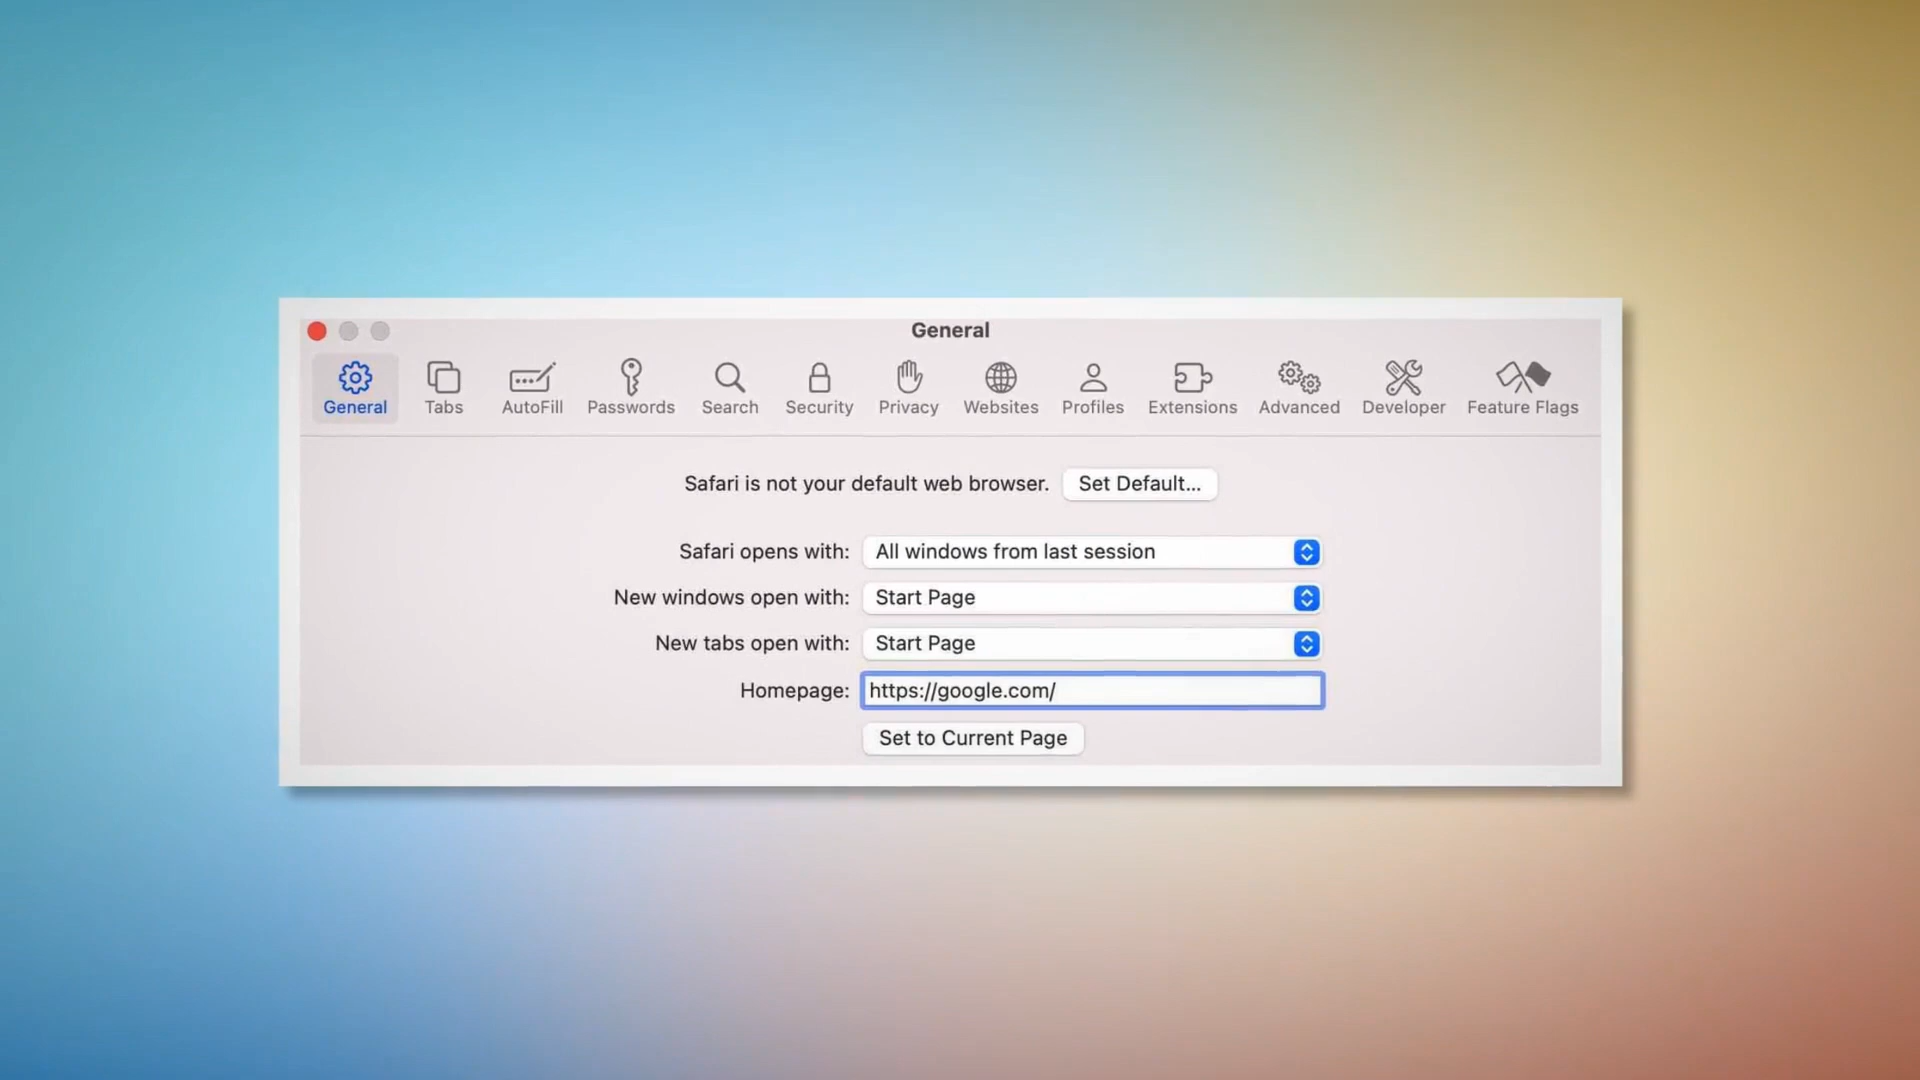 General
General Tabs AutoFill Passwords Search Security Privacy Websites Profiles Extensions Advanced Developer Feature Flags
Safari is not your default web browser. Set Default...
Safari opens with: All windows from last session
New windows open with: Start Page
New tabs open with: Start Page
Homepage: https://google.com/
Set to Current Page